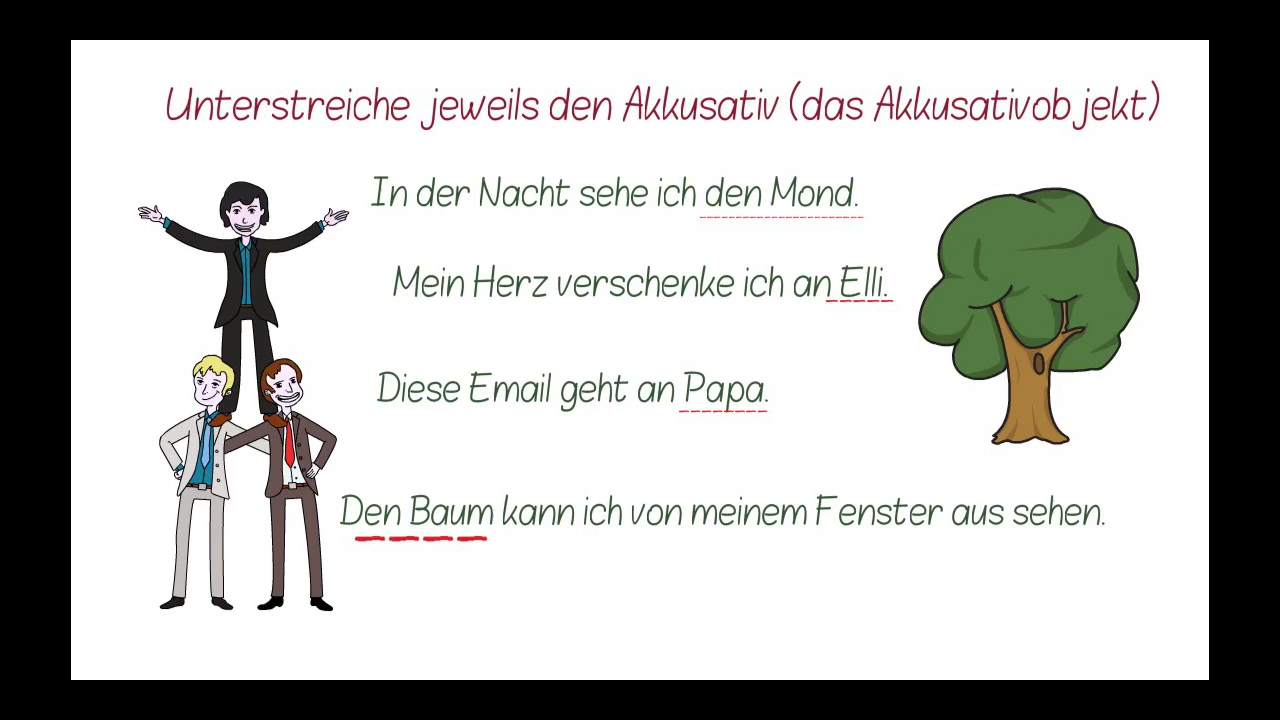 Unterstreiche jeweils den Akkusativ (das Akkusativobjekt)
In der Nacht sehe ich den Mond.
Mein Herz verschenke ich an Elli.
Diese Email geht an Papa.
Den Baum kann ich von meinem Fenster aus sehen.